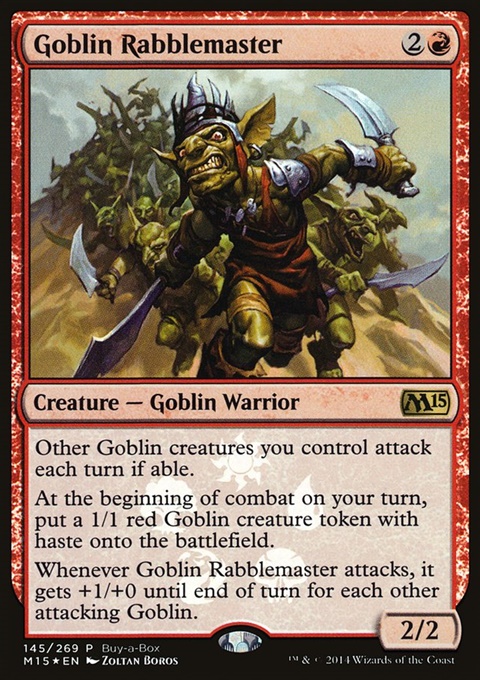 Goblin Rabblemaster 2
Creature — Goblin Warrior M15
Other Goblin creatures you control attack
each turn if able.
At the beginning of combat on your turn,
put a 1/1 red Goblin creature token with
haste onto the battlefield.
Whenever Goblin Rabblemaster attacks, it
gets +1/+0 until end of turn for each other
attacking Goblin.
2/2
145/269 P Buy-a-Box
M15★EN Zoltan Boros ™ & © 2014 Wizards of the Coast